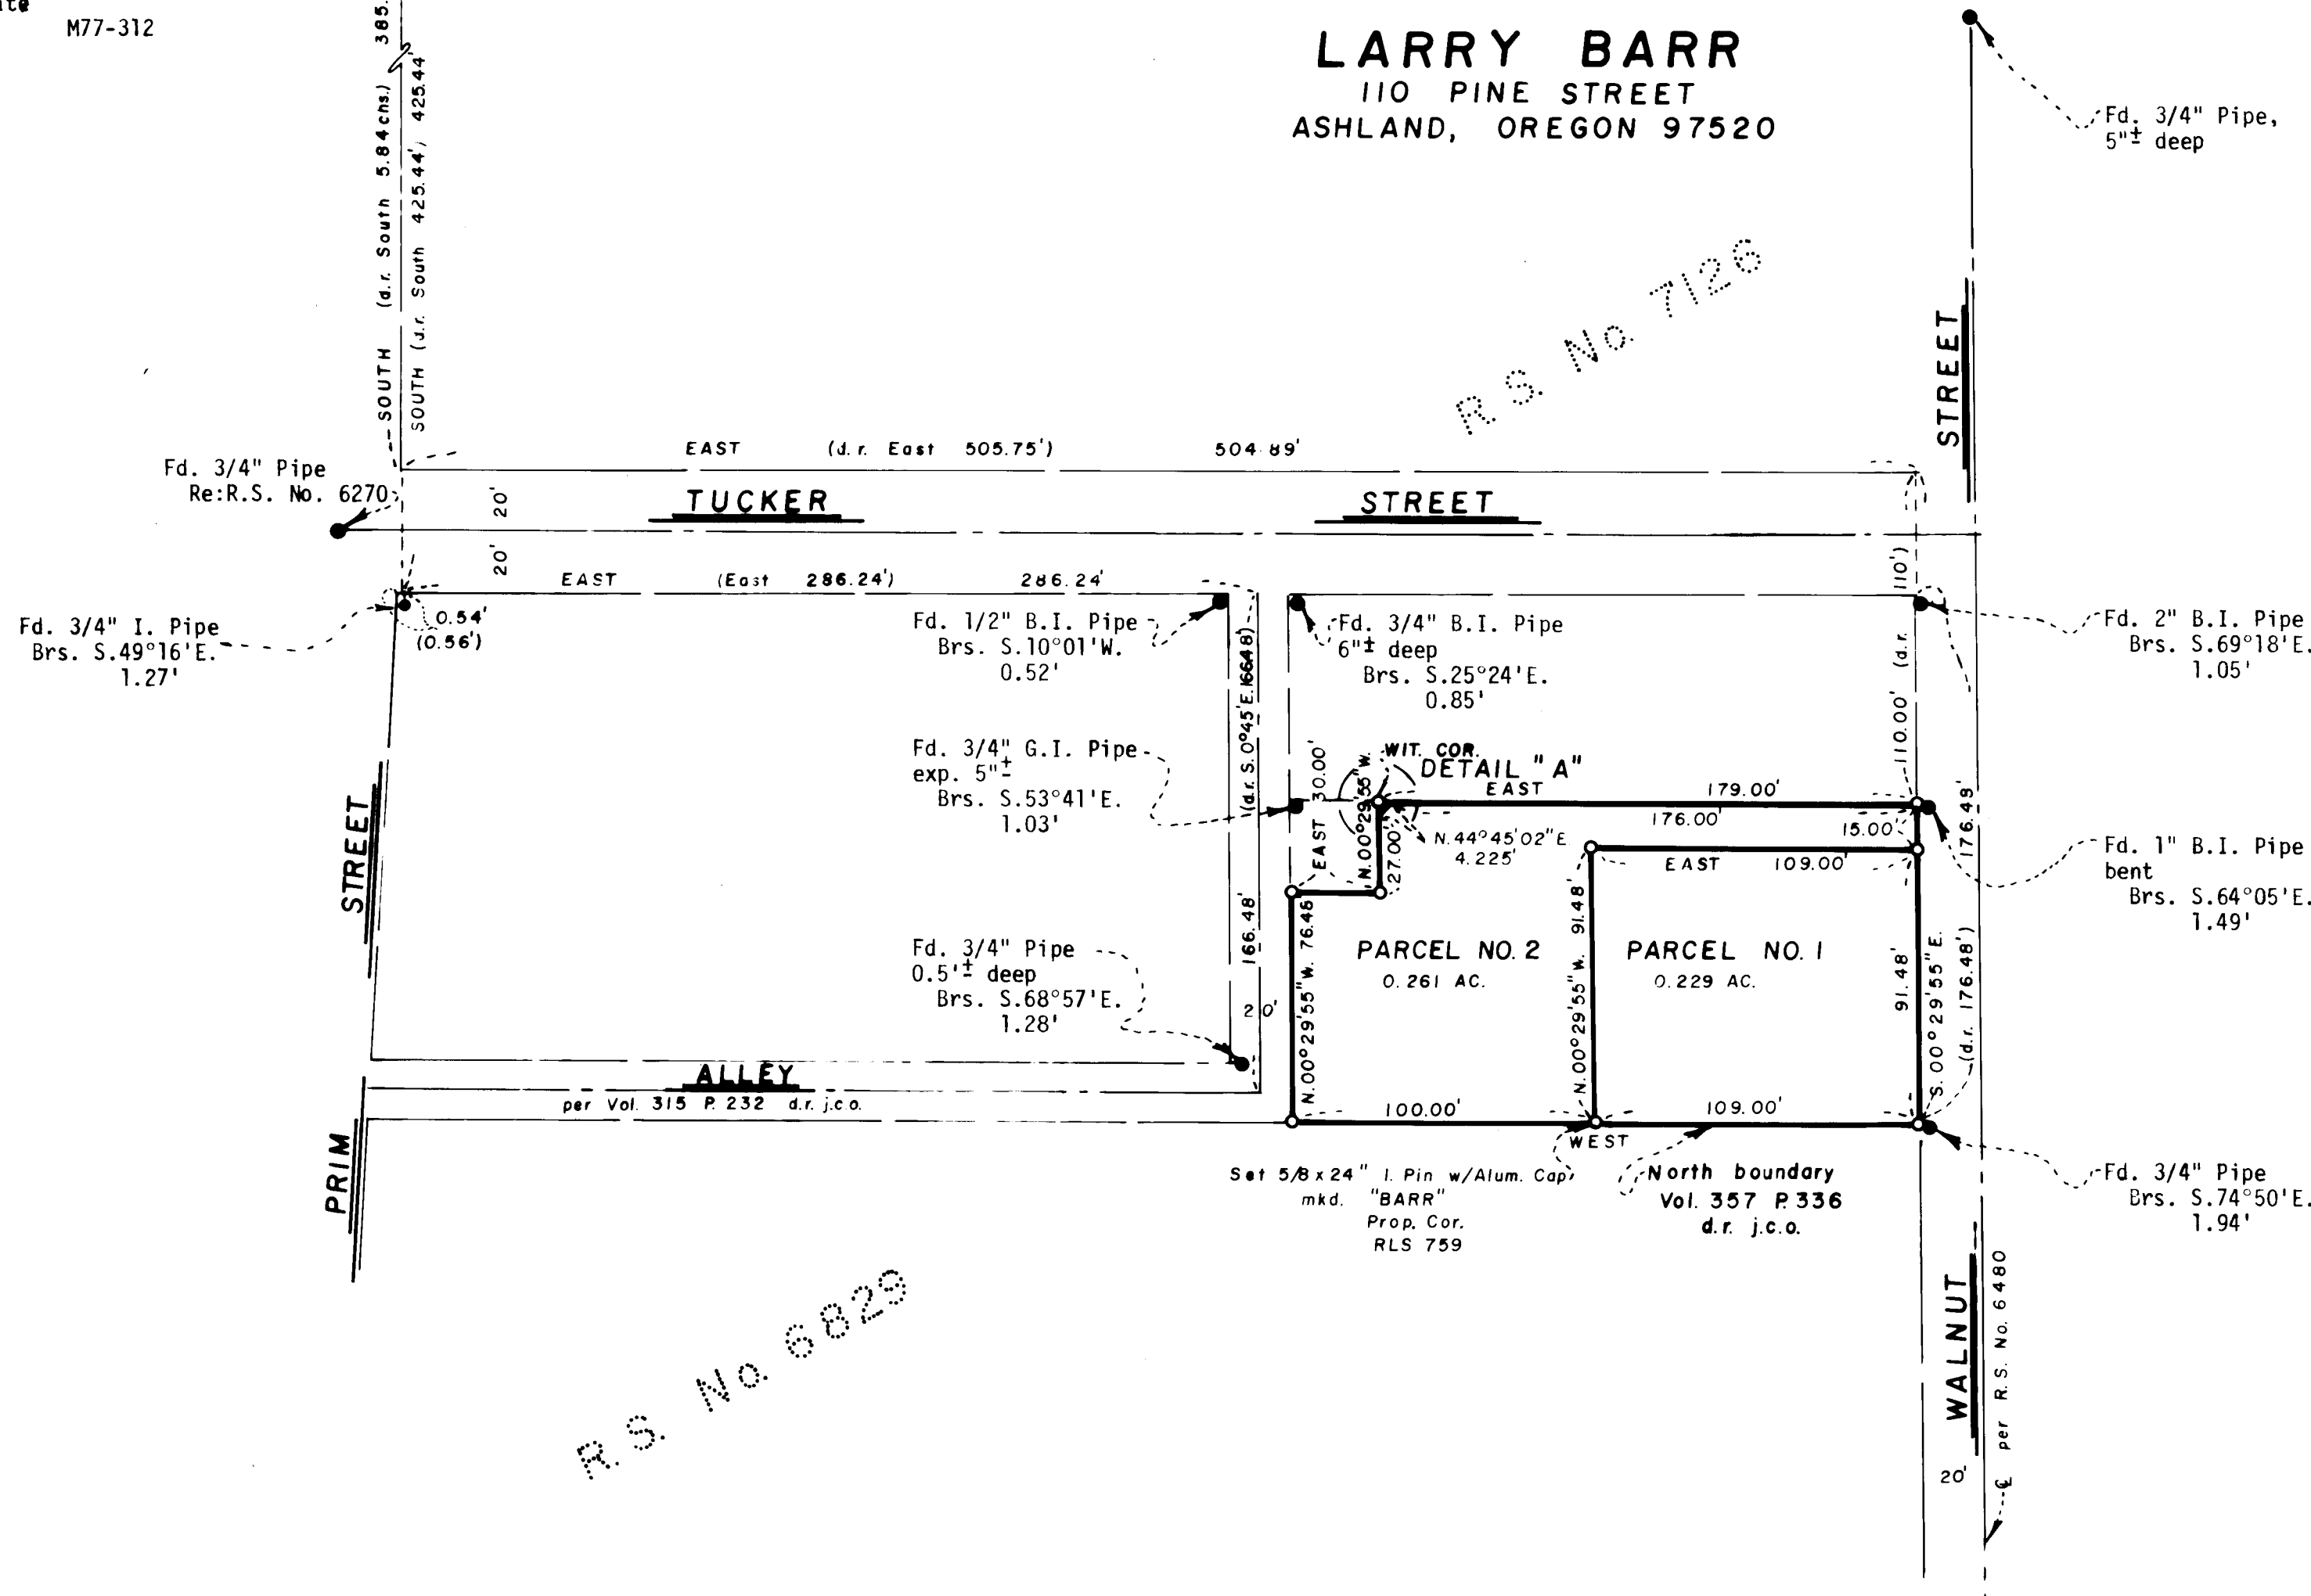 M77-312
LARRY BARR
110 PINE STREET
ASHLAND, OREGON 97520
Fd. 3/4" Pipe,
5"± deep
385.
SOUTH (d.r. South 5.84 chs.)
SOUTH (d.r. South 425.44') 425.44'
R.S. No. 7126
STREET
EAST (d.r. East 505.75') 504.89'
Fd. 3/4" Pipe
Re:R.S. No. 6270
20'
TUCKER STREET
20'
EAST (East 286.24') 286.24'
0.54'
(0.56')
Fd. 3/4" I. Pipe
Brs. S.49°16'E.
1.27'
Fd. 1/2" B.I. Pipe
Brs. S.10°01'W.
0.52'
Fd. 3/4" B.I. Pipe
6"± deep
Brs. S.25°24'E.
0.85'
110.00' (d.r. 110')
Fd. 2" B.I. Pipe
Brs. S.69°18'E.
1.05'
Fd. 3/4" G.I. Pipe
exp. 5"±
Brs. S.53°41'E.
1.03'
(d.r. S.0°45'E. 166.48)
166.48'
20'
WIT. COR.
DETAIL "A"
EAST 179.00'
176.00'
15.00'
EAST 30.00'
N.00°29'55"W.
27.00'
N.44°45'02"E.
4.225'
EAST 109.00'
176.48'
(d.r. 176.48')
Fd. 1" B.I. Pipe
bent
Brs. S.64°05'E.
1.49'
STREET
Fd. 3/4" Pipe
0.5'± deep
Brs. S.68°57'E.
1.28'
N.00°29'55"W. 76.48'
PARCEL NO. 2
0.261 AC.
N.00°29'55"W. 91.48'
PARCEL NO. 1
0.229 AC.
91.48'
S.00°29'55"E.
ALLEY
per Vol. 315 P. 232 d.r. j.c.o.
100.00'
109.00'
WEST
PRIM
Set 5/8 x 24" I. Pin w/Alum. Cap
mkd. "BARR"
Prop. Cor.
RLS 759
North boundary
Vol. 357 P. 336
d.r. j.c.o.
Fd. 3/4" Pipe
Brs. S.74°50'E.
1.94'
R.S. No. 6829
WALNUT
℄ per R.S. No. 6480
20'